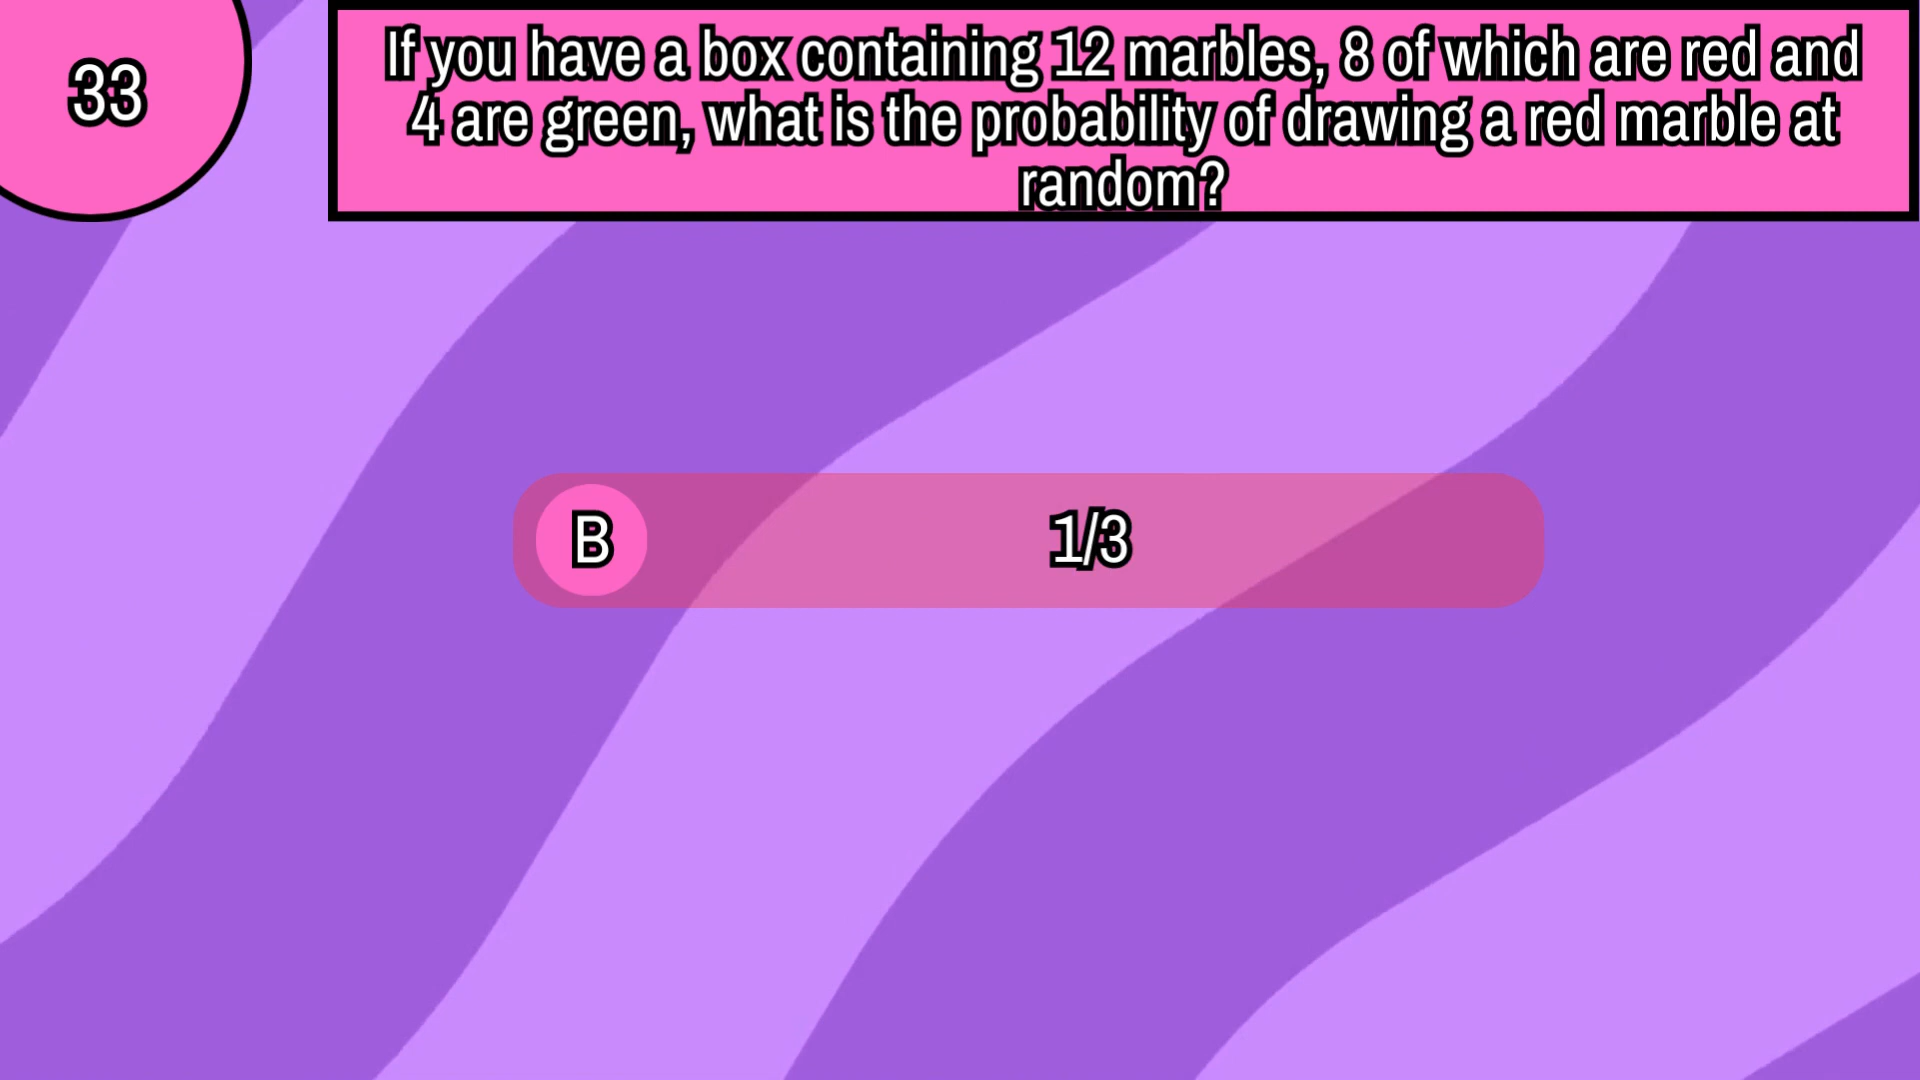 33
If you have a box containing 12 marbles, 8 of which are red and
4 are green, what is the probability of drawing a red marble at
random?
B
1/3